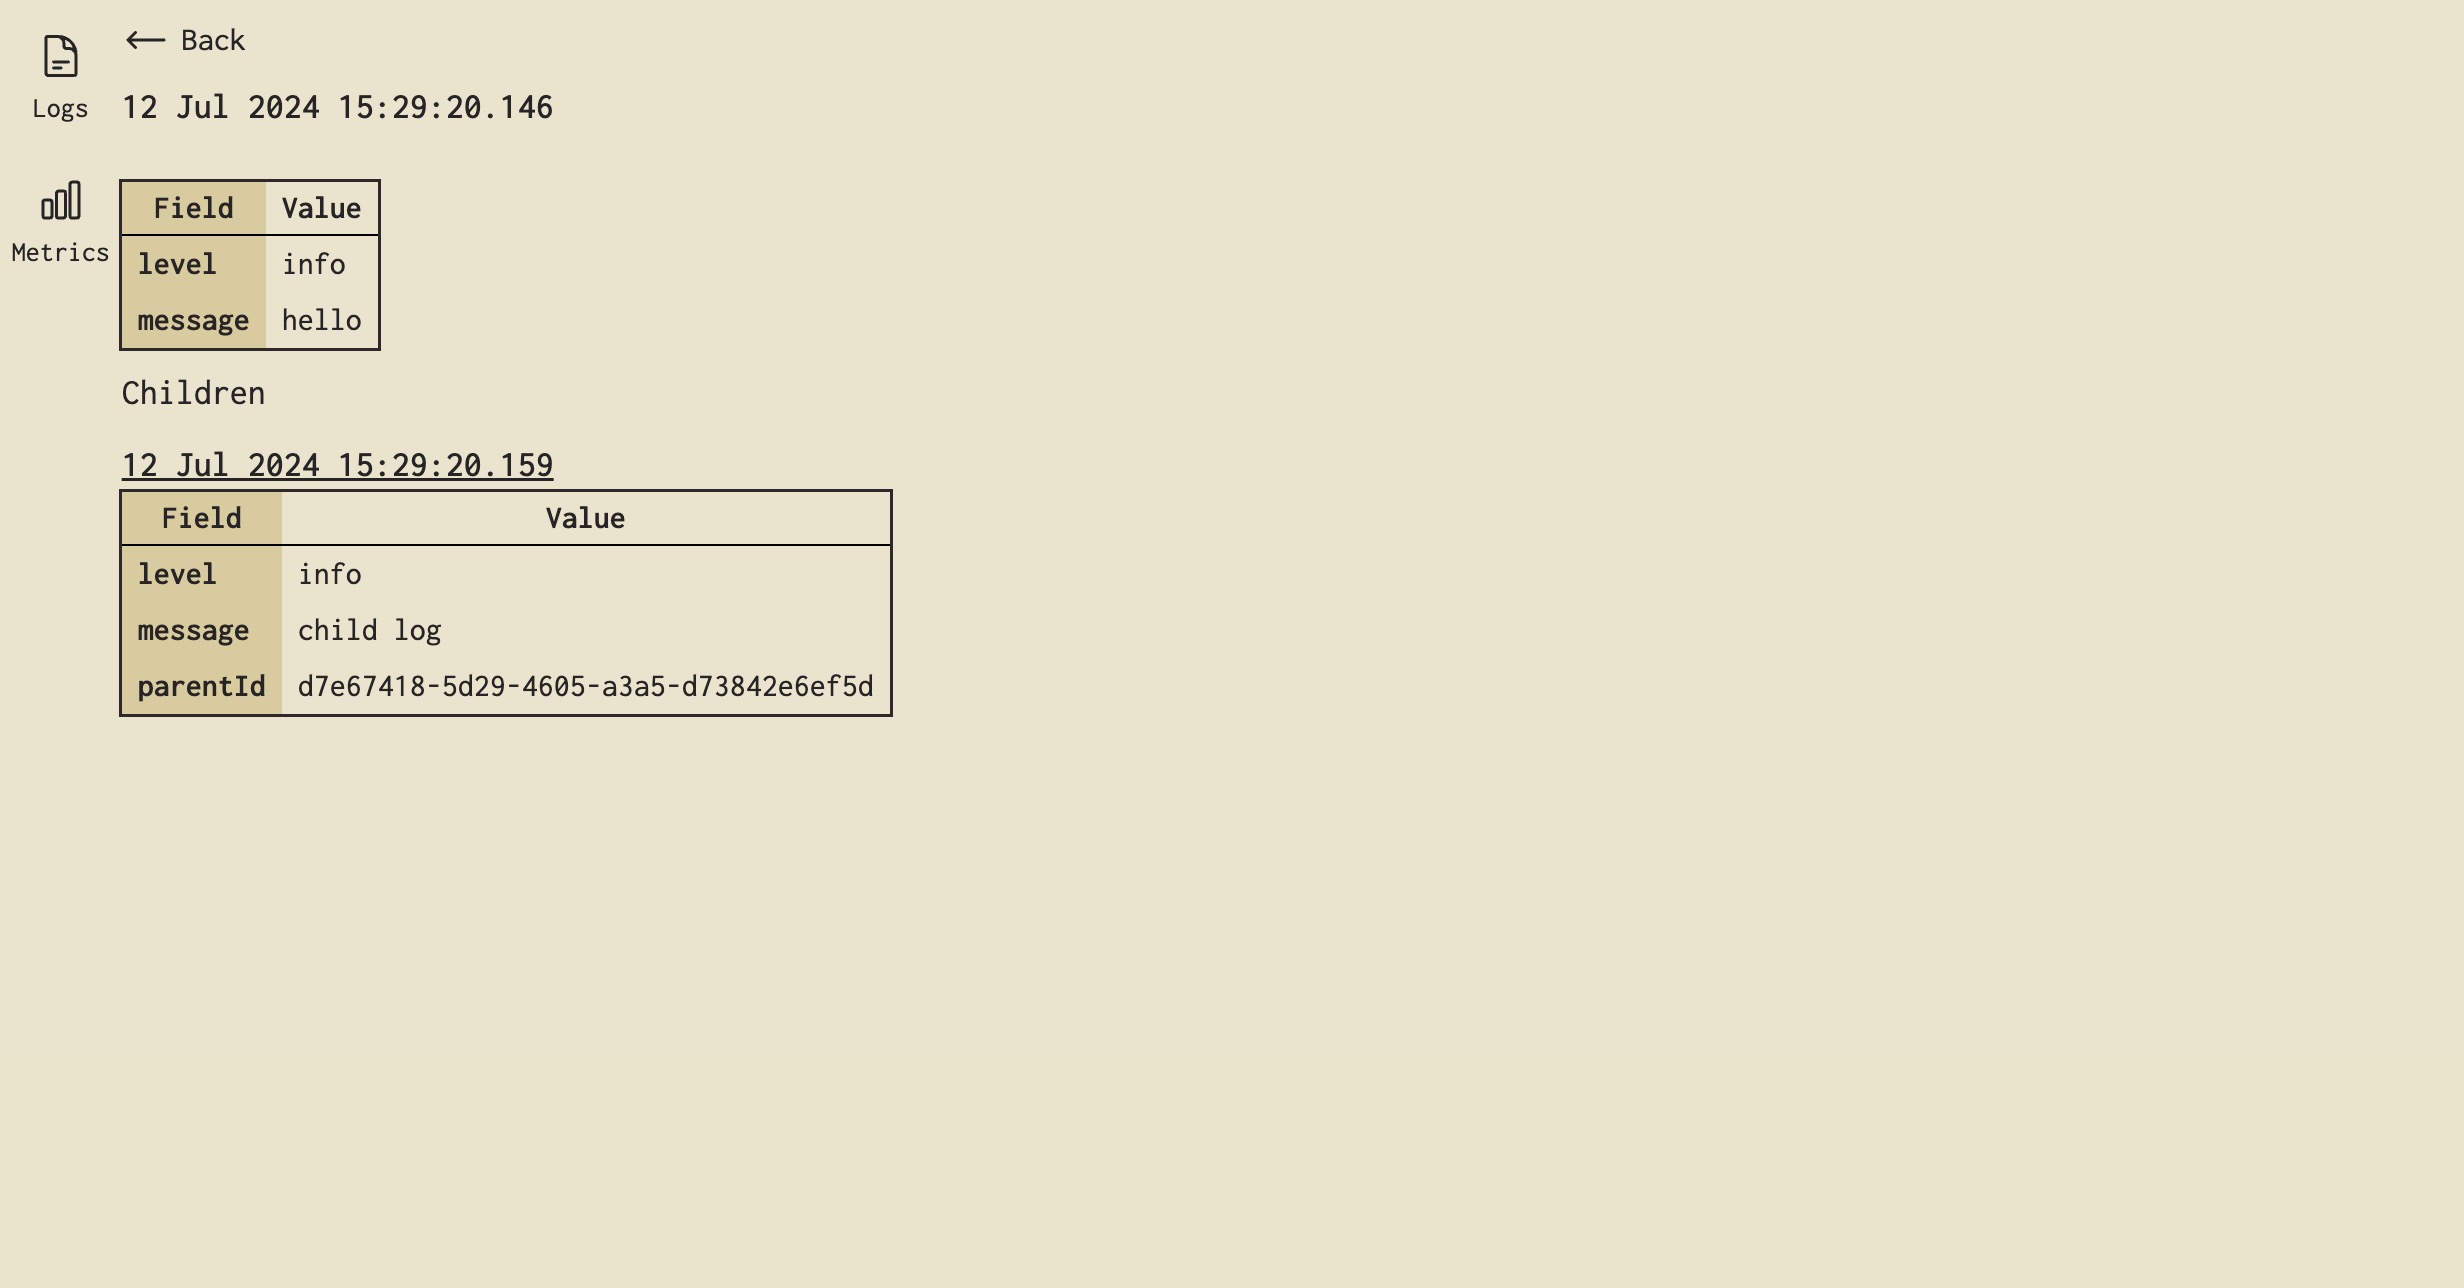 Logs
Metrics
Back
12 Jul 2024 15:29:20.146
Field Value
level info
message hello
Children
12 Jul 2024 15:29:20.159
Field Value
level info
message child log
parentId d7e67418-5d29-4605-a3a5-d73842e6ef5d